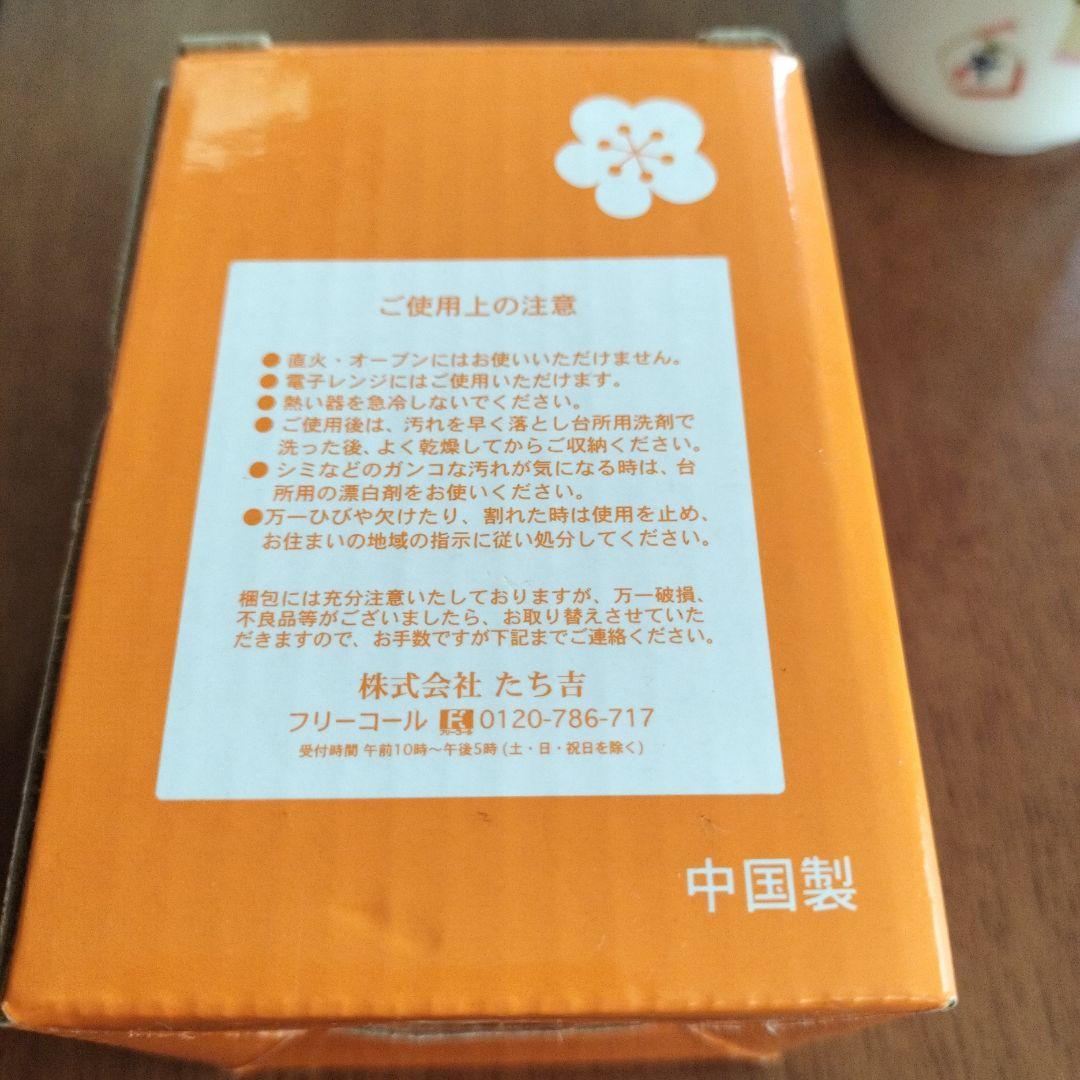 ご使用上の注意
●直火・オーブンにはお使いいただけません。
●電子レンジにはご使用いただけます。
●熱い器を急冷しないでください。
●ご使用後は、汚れを早く落とし台所用洗剤で
洗った後、よく乾燥してからご収納ください。
●シミなどのガンコな汚れが気になる時は、台
所用の漂白剤をお使いください。
●万一ひびや欠けたり、割れた時は使用を止め、
お住まいの地域の指示に従い処分してください。
梱包には充分注意いたしておりますが、万一破損、
不良品等がございましたら、お取り替えさせていた
だきますので、お手数ですが下記までご連絡ください。
株式会社 たち吉
フリーコール 0120-786-717
受付時間 午前10時〜午後5時 (土・日・祝日を除く)
中国製